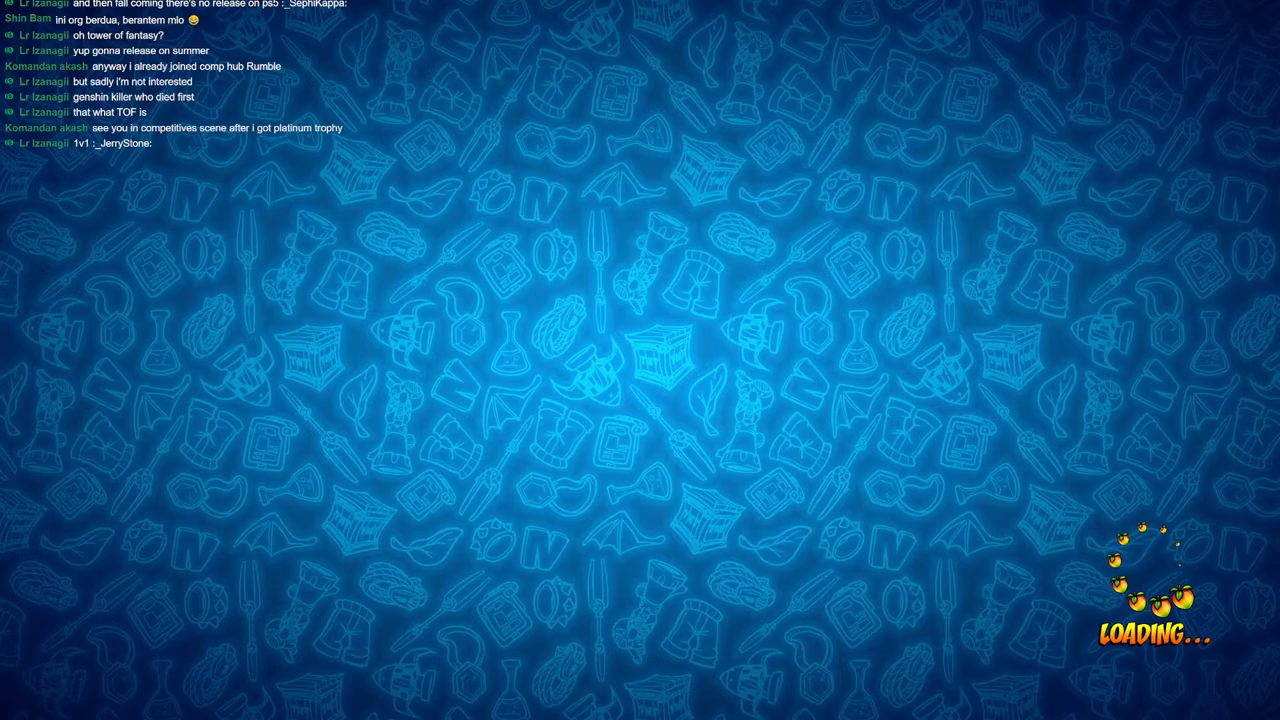 Lr Izanagii and then fall coming there's no release on ps5 :_SephiKappa:
Shin Bam ini org berdua, berantem mlo 😂
Lr Izanagii oh tower of fantasy?
Lr Izanagii yup gonna release on summer
Komandan akash anyway i already joined comp hub Rumble
Lr Izanagii but sadly i'm not interested
Lr Izanagii genshin killer who died first
Lr Izanagii that what TOF is
Komandan akash see you in competitives scene after i got platinum trophy
Lr Izanagii 1v1 :_JerryStone:
LOADING...